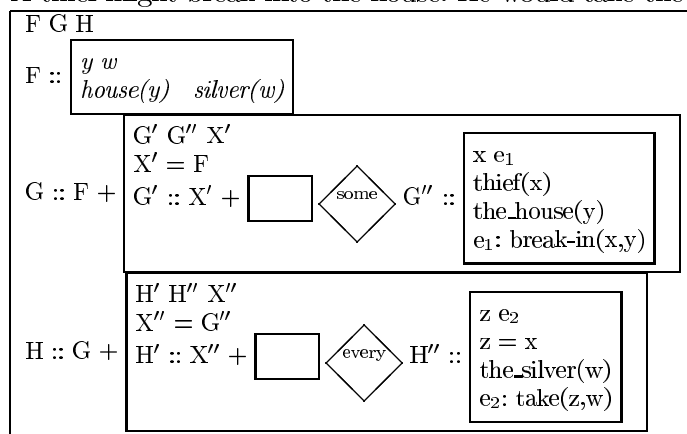 F G H
y w
F ::
house(y) silver(w)
G′ G″ X′
X′ = F
G :: F + G′ :: X′ + some G″ ::
x e₁
thief(x)
the_house(y)
e₁: break-in(x,y)
H′ H″ X″
X″ = G″
H :: G + H′ :: X″ + every H″ ::
z e₂
z = x
the_silver(w)
e₂: take(z,w)